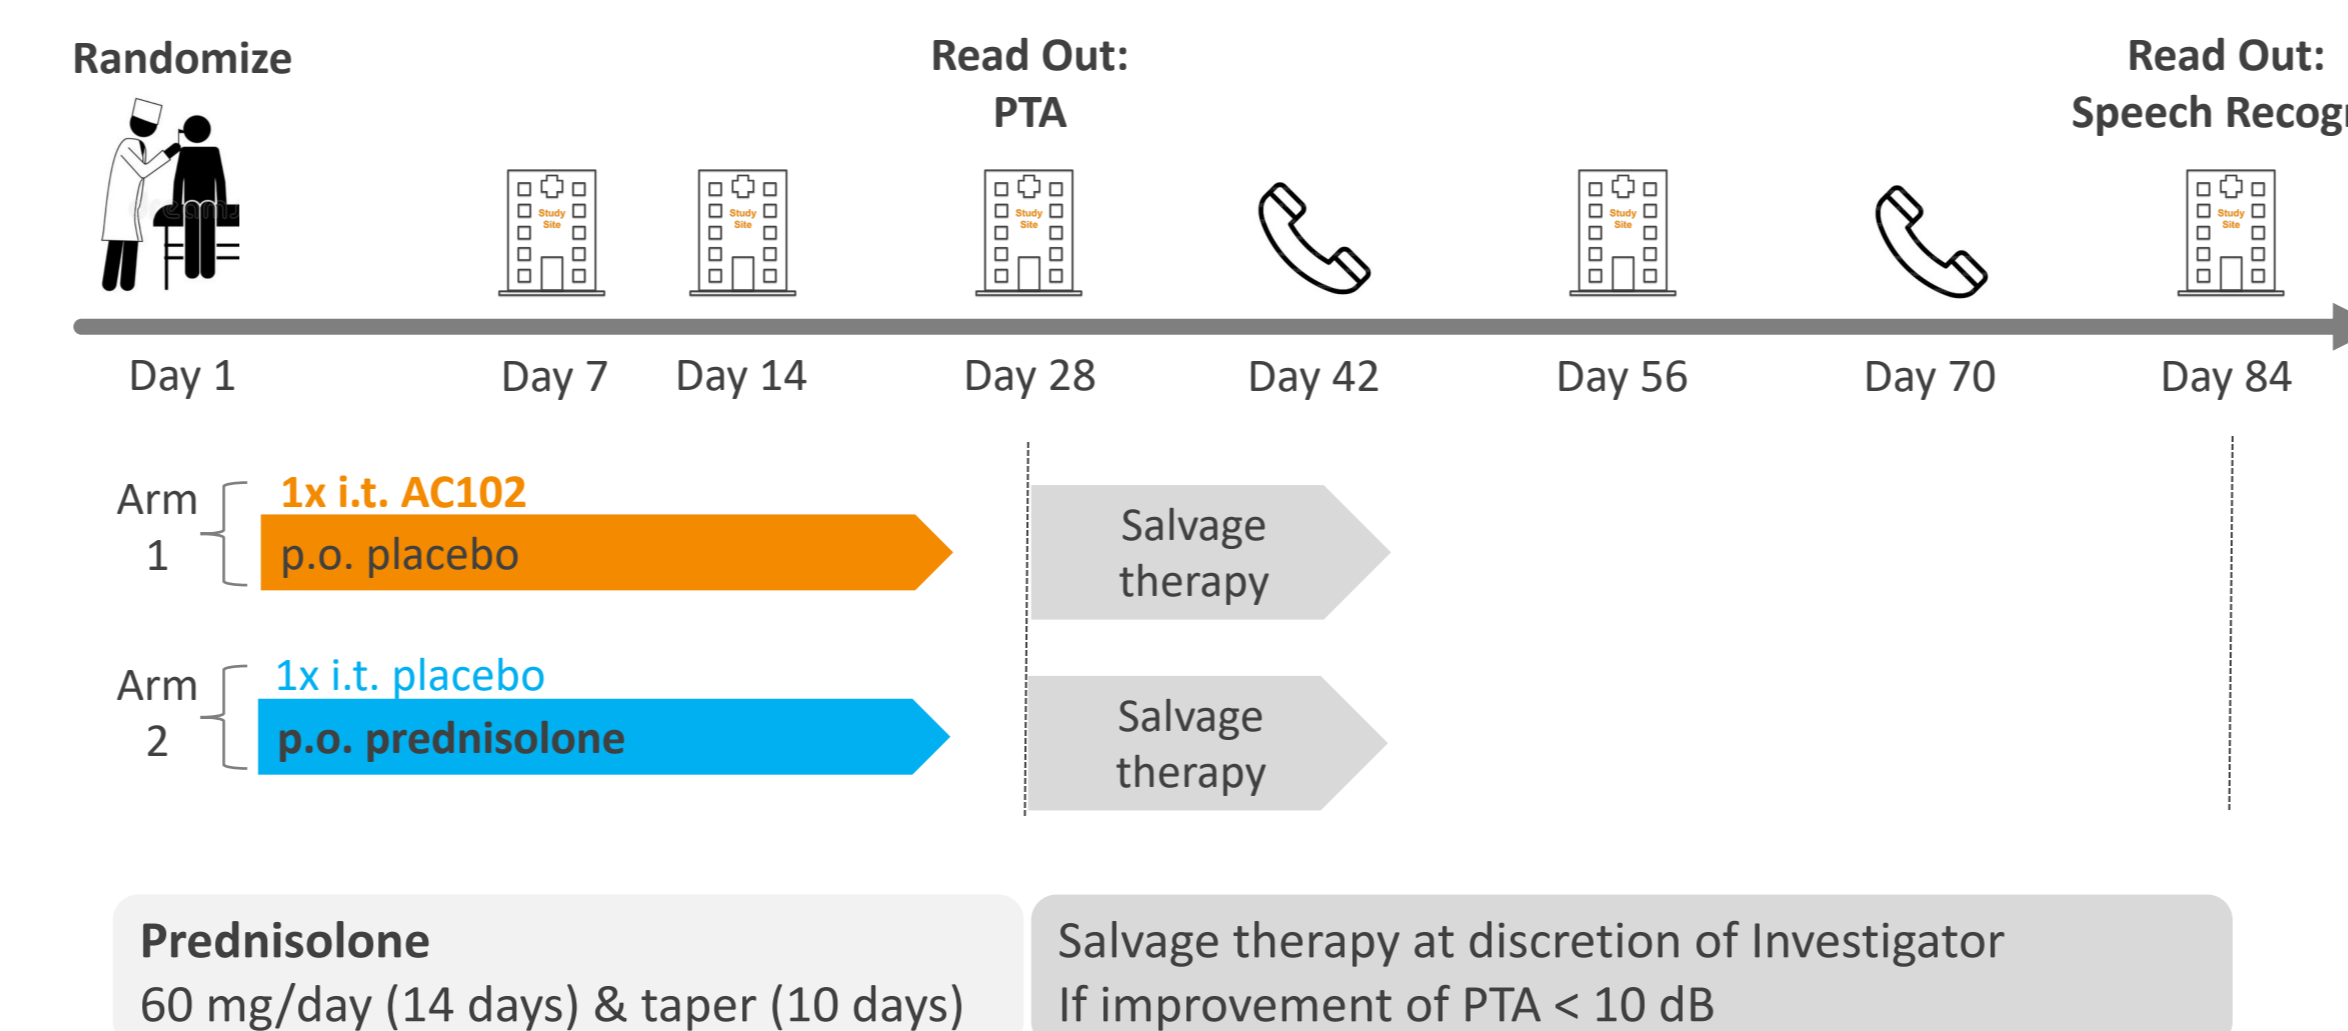 Randomize
Read Out:
PTA
Read Out:
Speech
Study
Site
Study
Site
Study
Site
Study
Site
Study
Site
Day 1
Day 7
Day 14
Day 28
Day 42
Day 56
Day 70
Day 84
Arm
1
1x i.t. AC102
p.o. placebo
Salvage
therapy
Arm
2
1x i.t. placebo
p.o. prednisolone
Salvage
therapy
Prednisolone
60 mg/day (14 days) & taper (10 days)
Salvage therapy at discretion of Investigator
If improvement of PTA < 10 dB